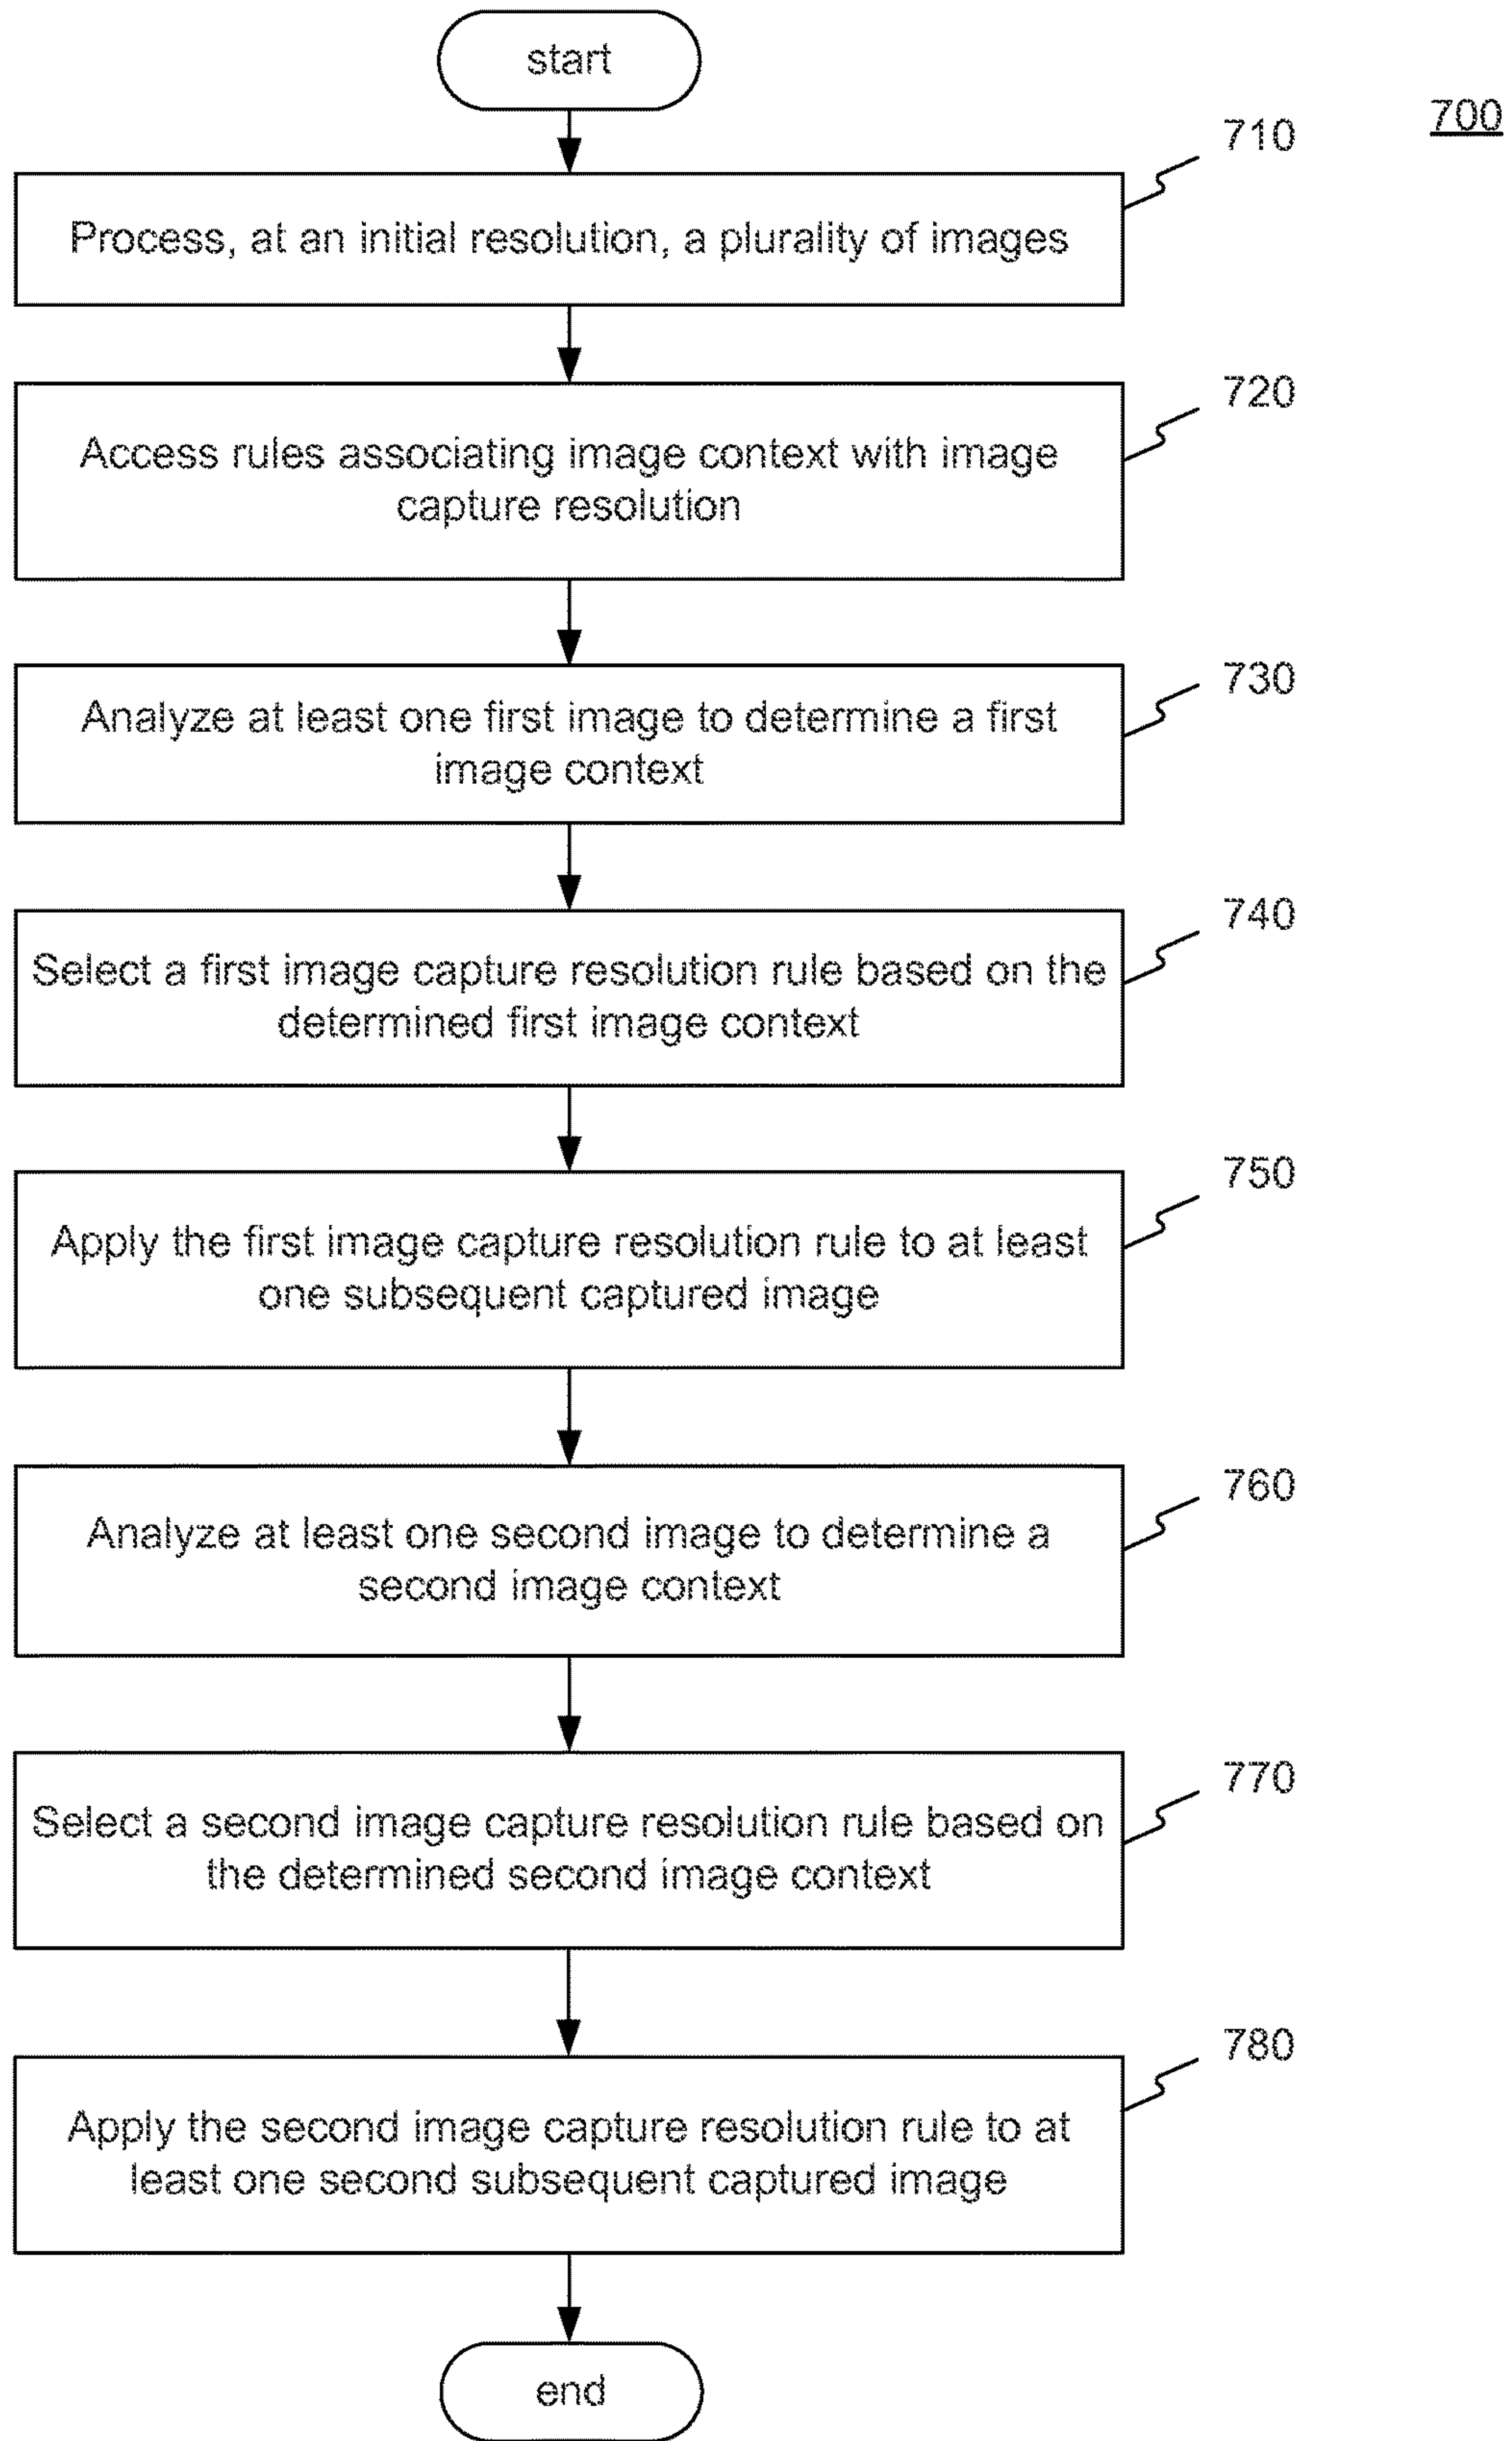 start
700
710
Process, at an initial resolution, a plurality of images
720
Access rules associating image context with image
capture resolution
730
Analyze at least one first image to determine a first
image context
740
Select a first image capture resolution rule based on the
determined first image context
750
Apply the first image capture resolution rule to at least
one subsequent captured image
760
Analyze at least one second image to determine a
second image context
770
Select a second image capture resolution rule based on
the determined second image context
780
Apply the second image capture resolution rule to at
least one second subsequent captured image
end